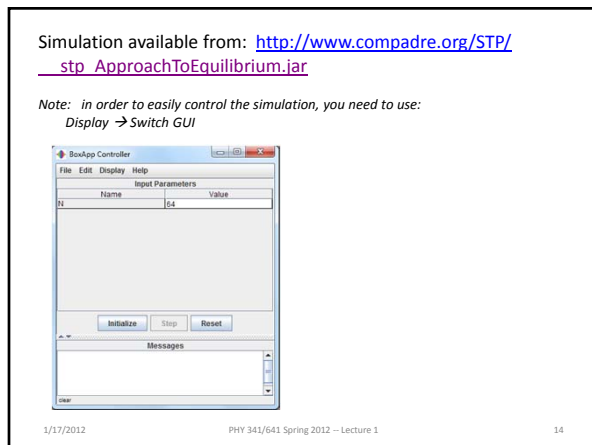 Simulation available from:  http://www.compadre.org/STP/
stp_ApproachToEquilibrium.jar
Note:  in order to easily control the simulation, you need to use:
Display → Switch GUI
BoxApp Controller
File Edit Display Help
Input Parameters
Name Value
N 64
Initialize Step Reset
Messages
clear
1/17/2012 PHY 341/641 Spring 2012 -- Lecture 1 14